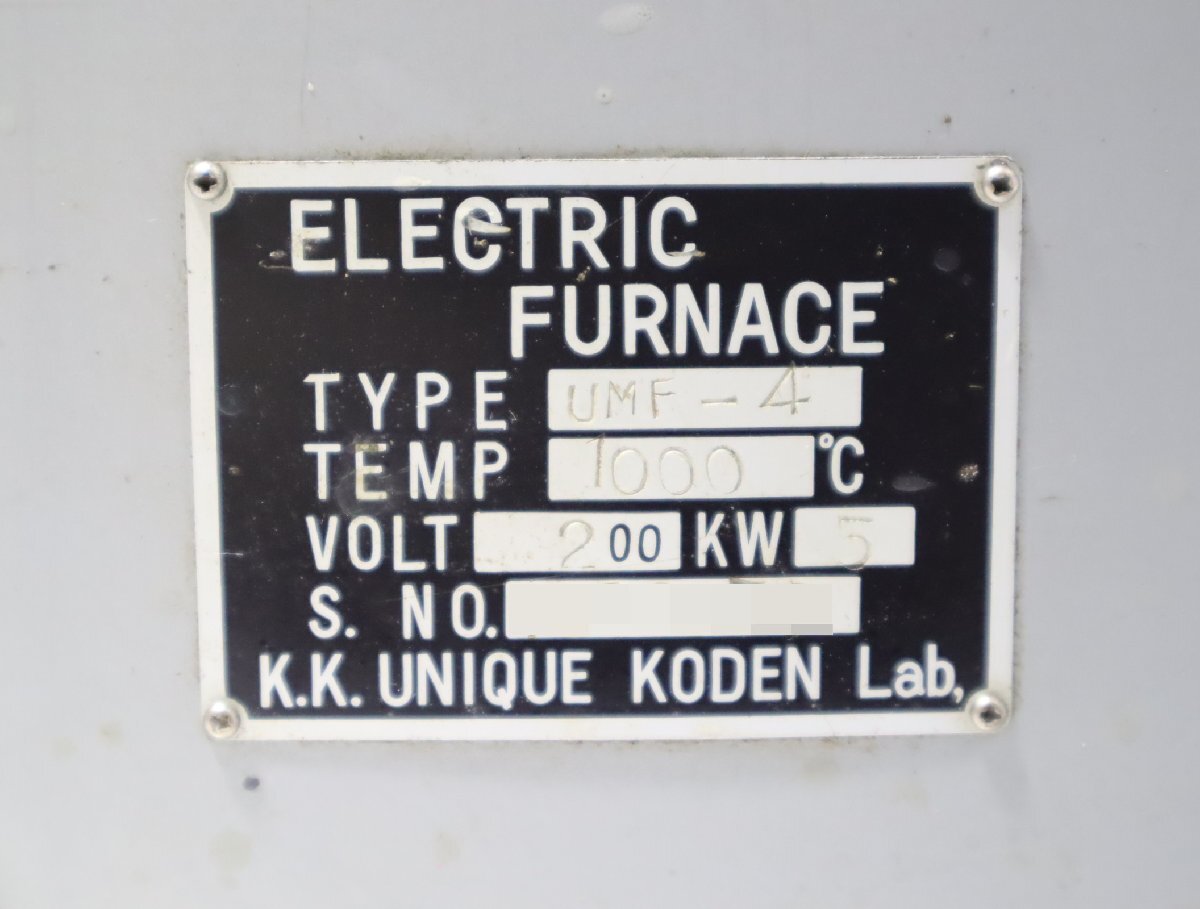 ELECTRIC
FURNACE
TYPE UMF-4
TEMP 1000 °C
VOLT 200 KW 5
S. NO.
K.K. UNIQUE KODEN Lab,